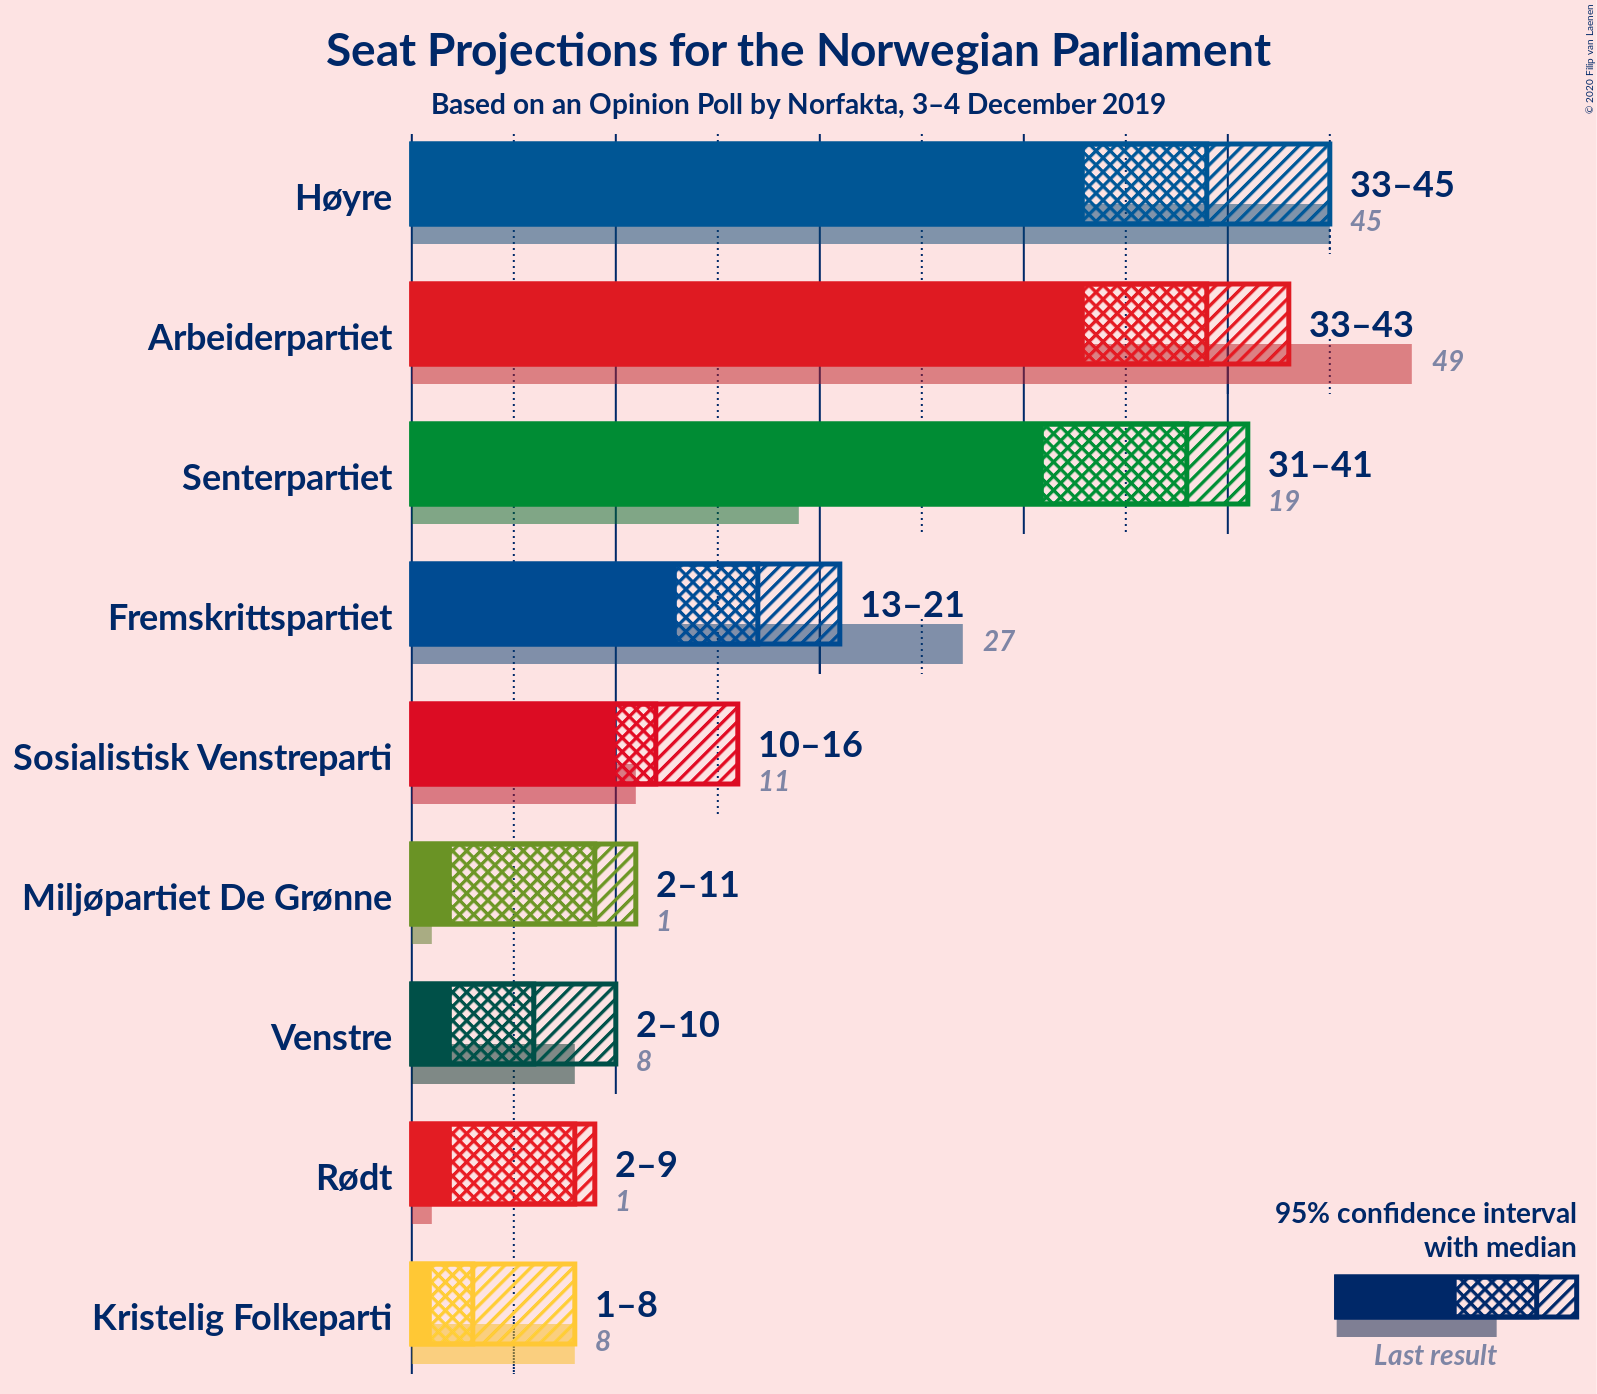 Seat Projections for the Norwegian Parliament
Based on an Opinion Poll by Norfakta, 3–4 December 2019
© 2020 Filip van Laenen
Høyre
33–45
45
Arbeiderpartiet
33–43
49
Senterpartiet
31–41
19
Fremskrittspartiet
13–21
27
Sosialistisk Venstreparti
10–16
11
Miljøpartiet De Grønne
2–11
1
Venstre
2–10
8
Rødt
2–9
1
Kristelig Folkeparti
1–8
8
95% confidence interval
with median
Last result